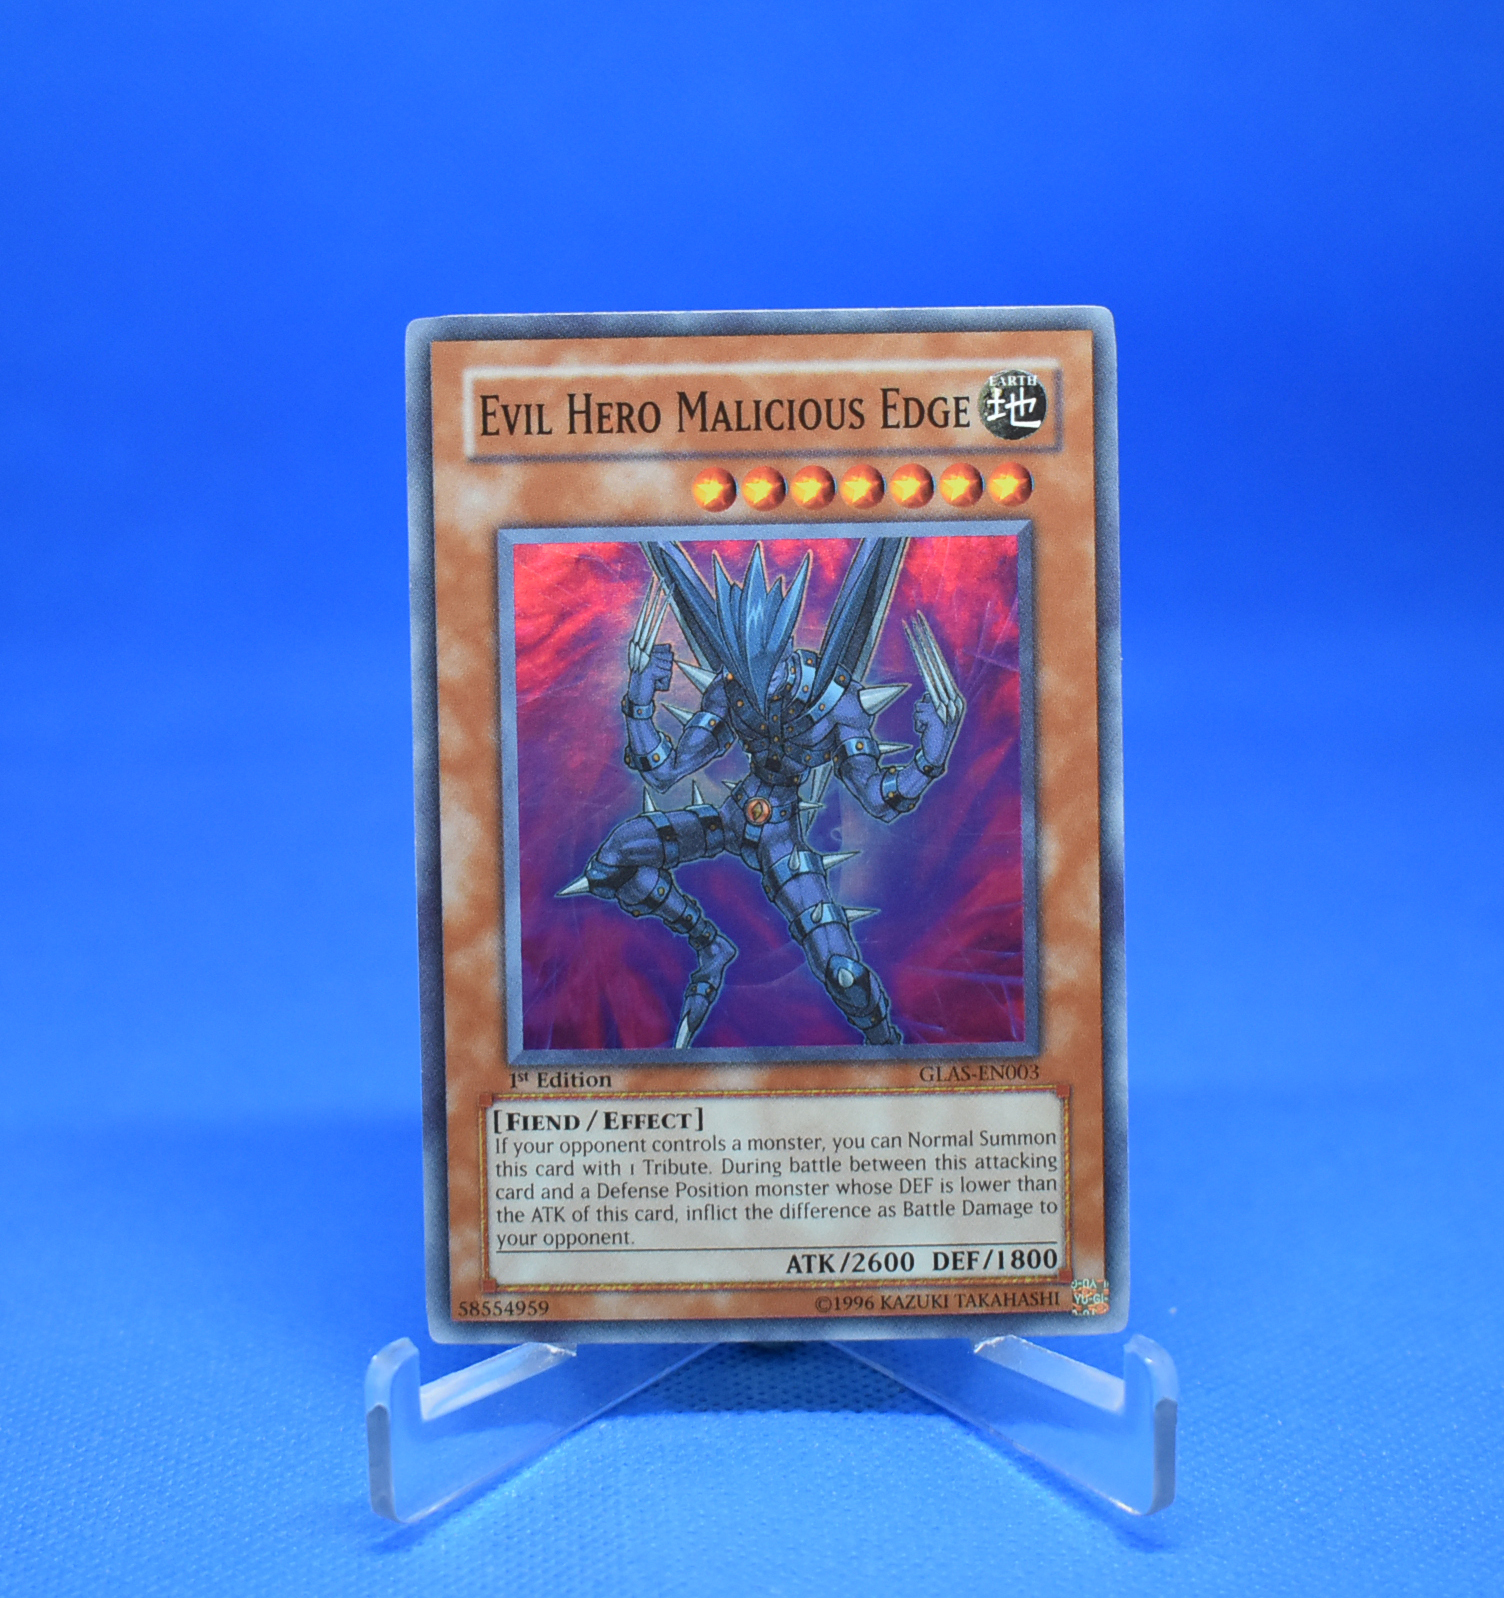 EVIL HERO MALICIOUS EDGE
EARTH
地
1st Edition
GLAS-EN003
[FIEND / EFFECT]
If your opponent controls a monster, you can Normal Summon
this card with 1 Tribute. During battle between this attacking
card and a Defense Position monster whose DEF is lower than
the ATK of this card, inflict the difference as Battle Damage to
your opponent.
ATK/2600 DEF/1800
58554959
©1996 KAZUKI TAKAHASHI